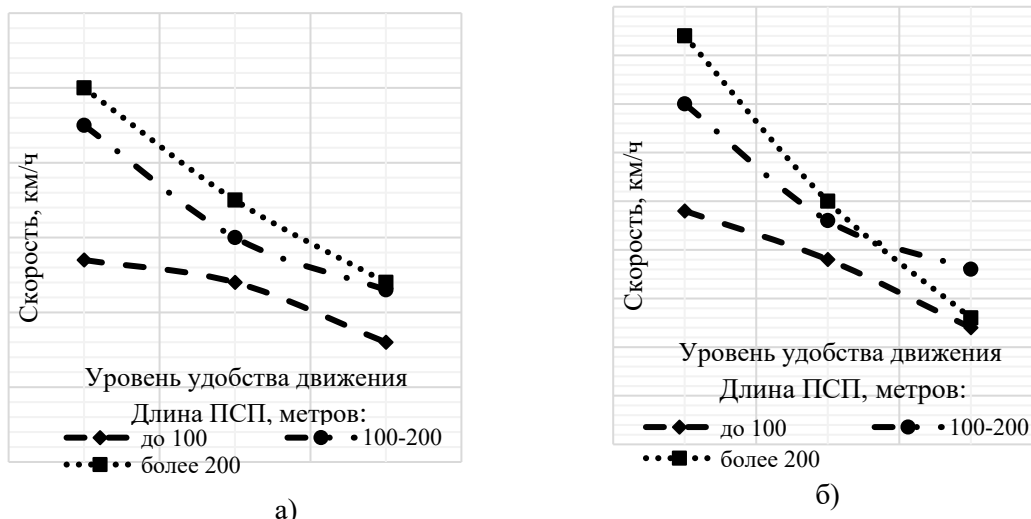 Скорость, км/ч
Уровень удобства движения
Длина ПСП, метров:
до 100
100-200
более 200
а)
Скорость, км/ч
Уровень удобства движения
Длина ПСП, метров:
до 100
100-200
более 200
б)